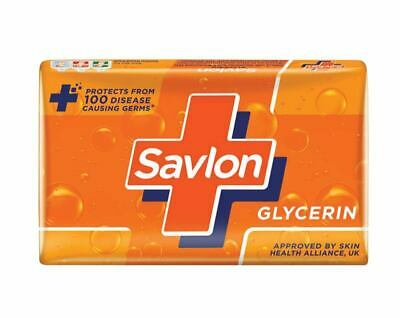 PROTECTS FROM
100 DISEASE
CAUSING GERMS*
Savlon
GLYCERIN
APPROVED BY SKIN
HEALTH ALLIANCE, UK